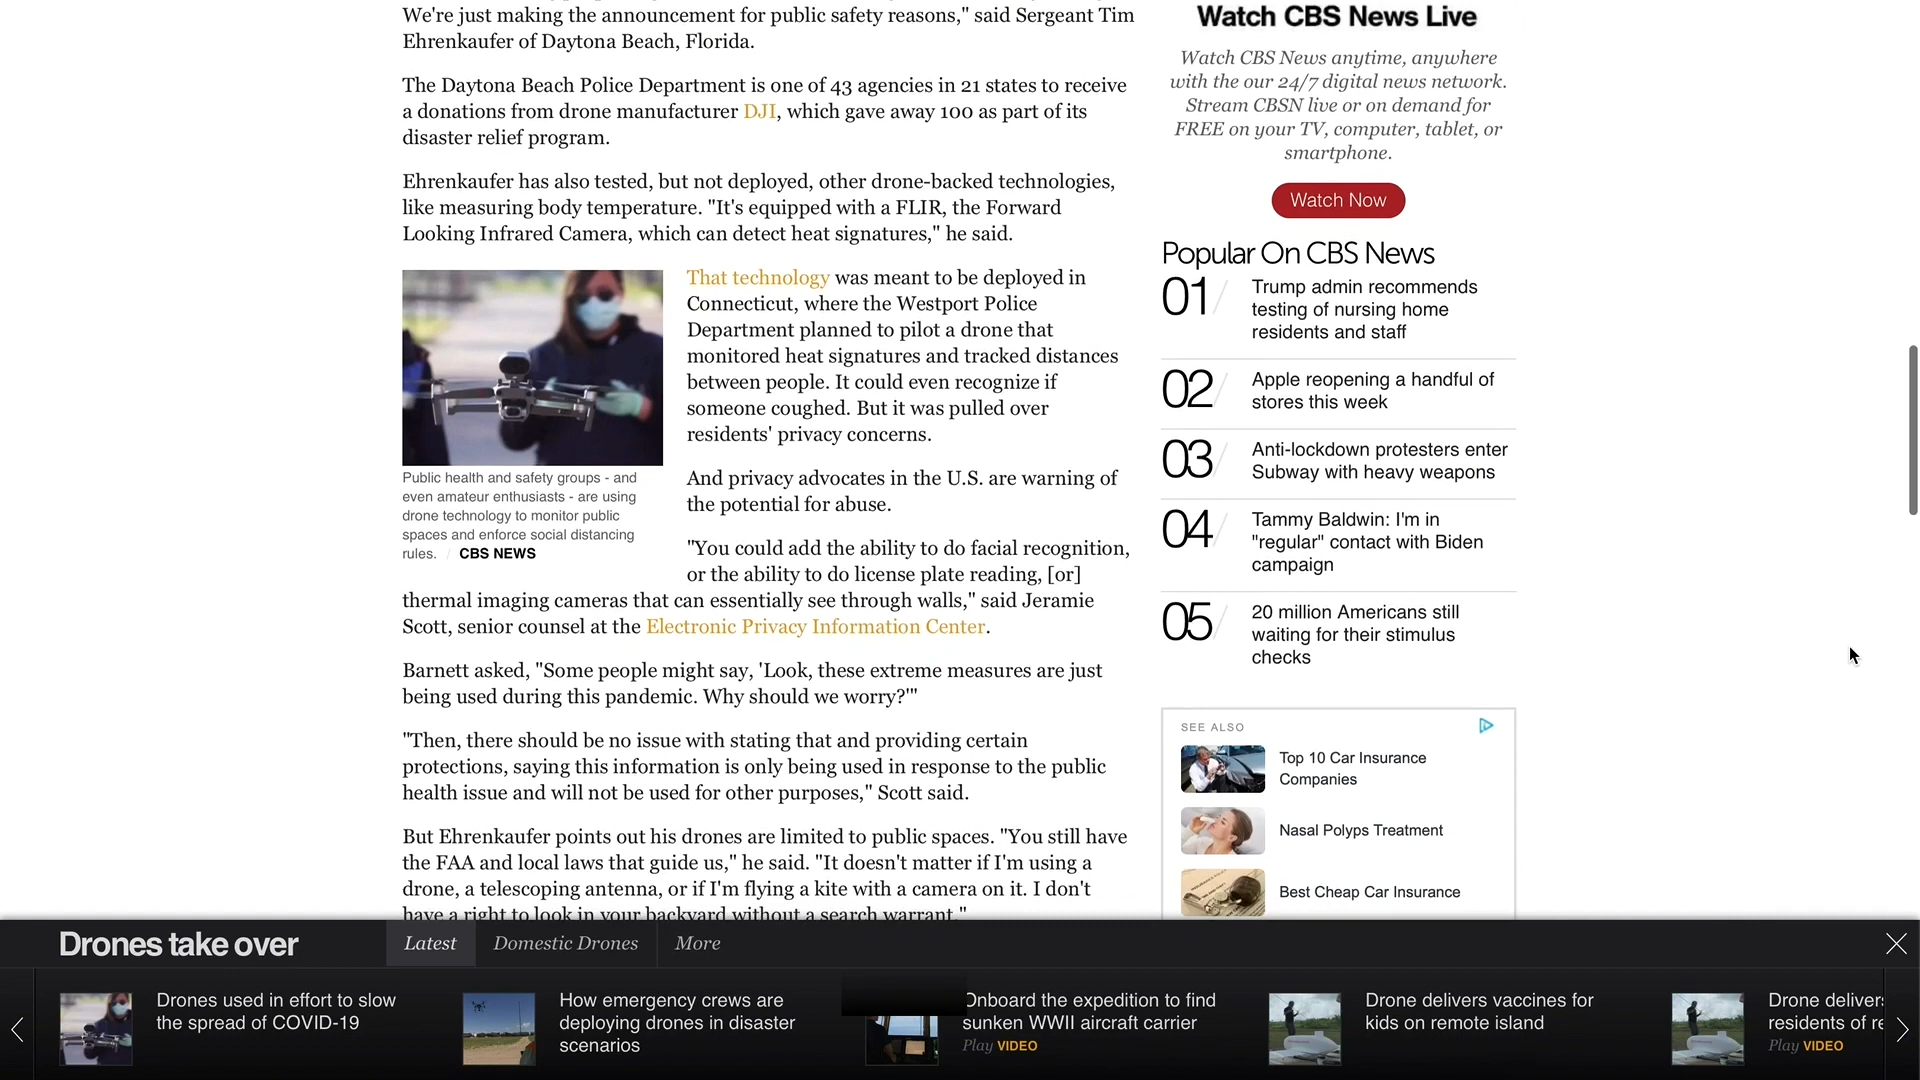 We're just making the announcement for public safety reasons," said Sergeant Tim
Ehrenkaufer of Daytona Beach, Florida.
The Daytona Beach Police Department is one of 43 agencies in 21 states to receive
a donations from drone manufacturer DJI, which gave away 100 as part of its
disaster relief program.
Ehrenkaufer has also tested, but not deployed, other drone-backed technologies,
like measuring body temperature. "It's equipped with a FLIR, the Forward
Looking Infrared Camera, which can detect heat signatures," he said.
That technology was meant to be deployed in
Connecticut, where the Westport Police
Department planned to pilot a drone that
monitored heat signatures and tracked distances
between people. It could even recognize if
someone coughed. But it was pulled over
residents' privacy concerns.
Public health and safety groups - and
even amateur enthusiasts - are using
drone technology to monitor public
spaces and enforce social distancing
rules. / CBS NEWS
And privacy advocates in the U.S. are warning of
the potential for abuse.
"You could add the ability to do facial recognition,
or the ability to do license plate reading, [or]
thermal imaging cameras that can essentially see through walls," said Jeramie
Scott, senior counsel at the Electronic Privacy Information Center.
Barnett asked, "Some people might say, 'Look, these extreme measures are just
being used during this pandemic. Why should we worry?'"
"Then, there should be no issue with stating that and providing certain
protections, saying this information is only being used in response to the public
health issue and will not be used for other purposes," Scott said.
But Ehrenkaufer points out his drones are limited to public spaces. "You still have
the FAA and local laws that guide us," he said. "It doesn't matter if I'm using a
drone, a telescoping antenna, or if I'm flying a kite with a camera on it. I don't
have a right to look in your backyard without a search warrant."
Watch CBS News Live
Watch CBS News anytime, anywhere
with the our 24/7 digital news network.
Stream CBSN live or on demand for
FREE on your TV, computer, tablet, or
smartphone.
Watch Now
Popular On CBS News
01/ Trump admin recommends
testing of nursing home
residents and staff
02/ Apple reopening a handful of
stores this week
03/ Anti-lockdown protesters enter
Subway with heavy weapons
04/ Tammy Baldwin: I'm in
"regular" contact with Biden
campaign
05/ 20 million Americans still
waiting for their stimulus
checks
SEE ALSO
Top 10 Car Insurance
Companies
Nasal Polyps Treatment
Best Cheap Car Insurance
Drones take over
Latest
Domestic Drones
More
Drones used in effort to slow
the spread of COVID-19
How emergency crews are
deploying drones in disaster
scenarios
Onboard the expedition to find
sunken WWII aircraft carrier
Play VIDEO
Drone delivers vaccines for
kids on remote island
Drone deliver
residents of
Play VIDEO